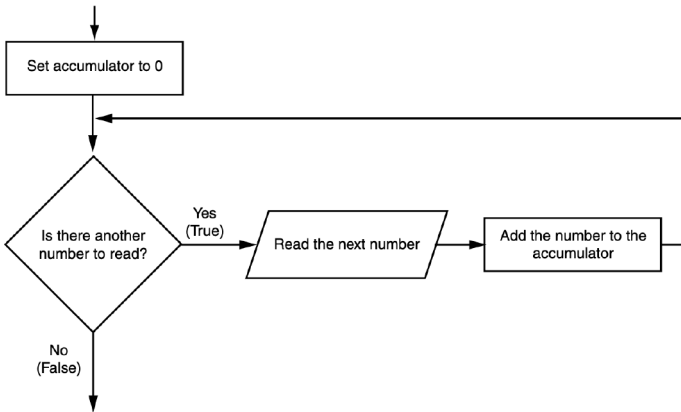 Set accumulator to 0
Is there another
number to read?
Yes
(True)
Read the next number
Add the number to the
accumulator
No
(False)